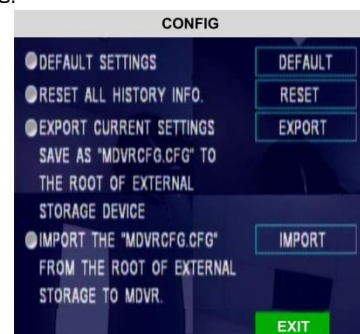 CONFIG
DEFAULT SETTINGS DEFAULT
RESET ALL HISTORY INFO. RESET
EXPORT CURRENT SETTINGS EXPORT
SAVE AS "MDVRCFG.CFG" TO
THE ROOT OF EXTERNAL
STORAGE DEVICE
IMPORT THE "MDVRCFG.CFG" IMPORT
FROM THE ROOT OF EXTERNAL
STORAGE TO MDVR.
EXIT